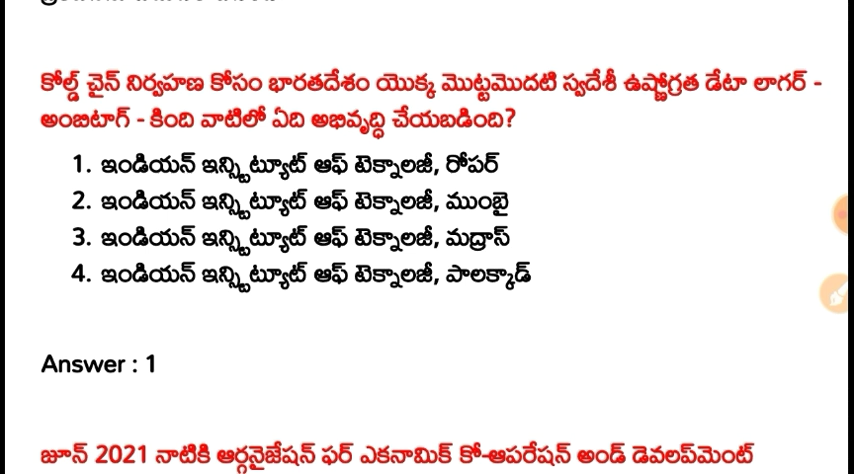 కోల్డ్ చైన్ నిర్వహణ కోసం భారతదేశం యొక్క మొట్టమొదటి స్వదేశీ ఉష్ణోగ్రత డేటా లాగర్ -
అంబిటాగ్ - కింది వాటిలో ఏది అభివృద్ధి చేయబడింది?
1. ఇండియన్ ఇన్స్టిట్యూట్ ఆఫ్ టెక్నాలజీ, రోపర్
2. ఇండియన్ ఇన్స్టిట్యూట్ ఆఫ్ టెక్నాలజీ, ముంబై
3. ఇండియన్ ఇన్స్టిట్యూట్ ఆఫ్ టెక్నాలజీ, మద్రాస్
4. ఇండియన్ ఇన్స్టిట్యూట్ ఆఫ్ టెక్నాలజీ, పాలక్కాడ్
Answer : 1
జూన్ 2021 నాటికి ఆర్గనైజేషన్ ఫర్ ఎకనామిక్ కో-ఆపరేషన్ అండ్ డెవలప్‌మెంట్